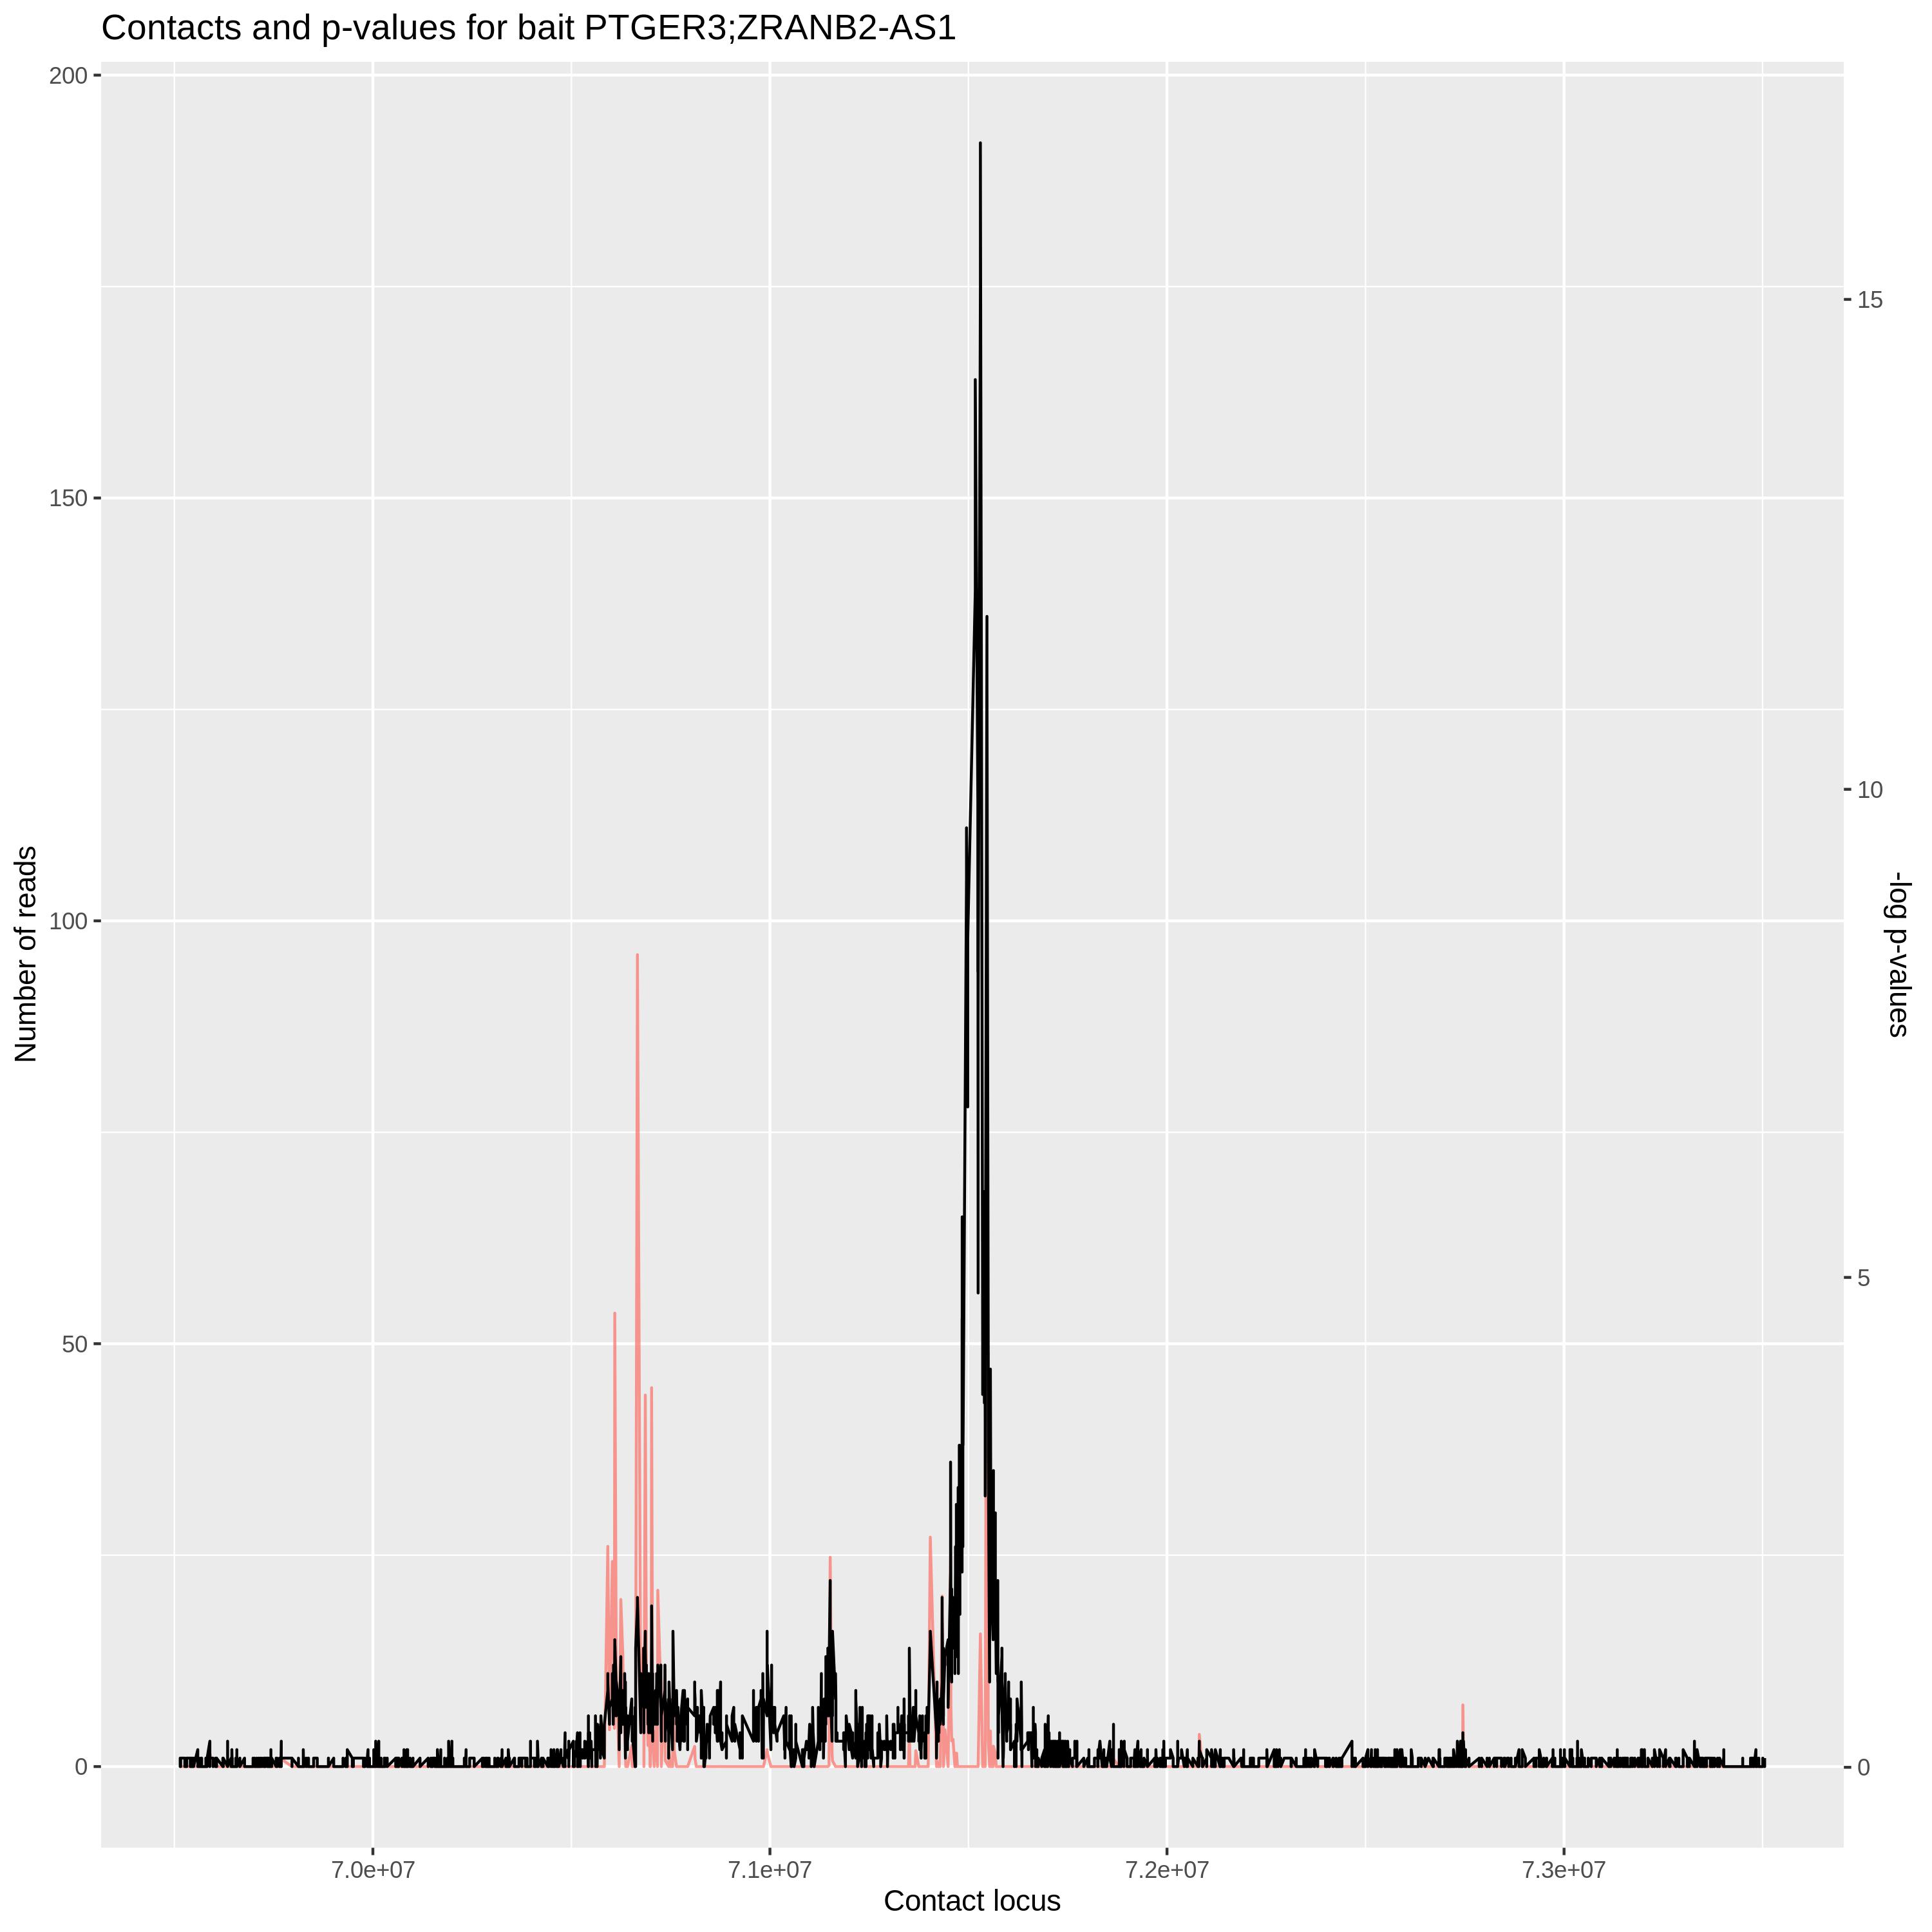 Contacts and p-values for bait PTGER3;ZRANB2-AS1
200
150
100
50
0
Number of reads
15
10
5
0
-log p-values
7.0e+07 7.1e+07 7.2e+07 7.3e+07
Contact locus